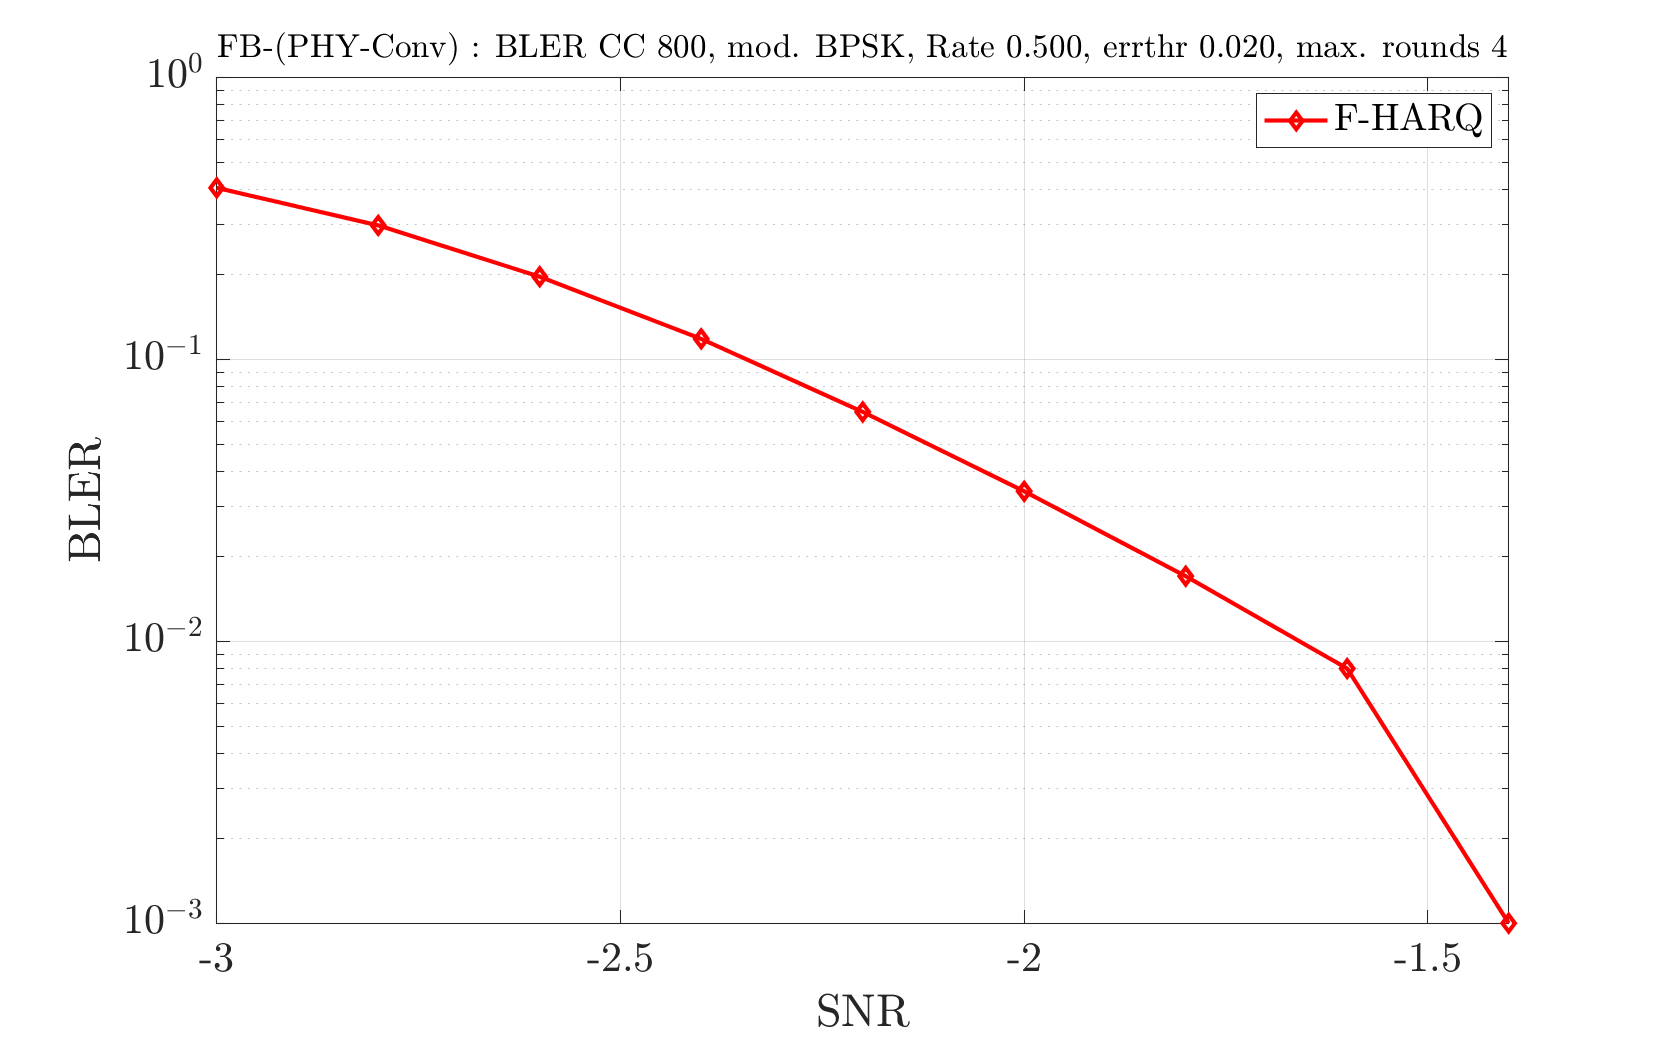 FB-(PHY-Conv) : BLER CC 800, mod. BPSK, Rate 0.500, errthr 0.020, max. rounds 4
F-HARQ
10⁰
10⁻¹
10⁻²
10⁻³
BLER
-3 -2.5 -2 -1.5
SNR